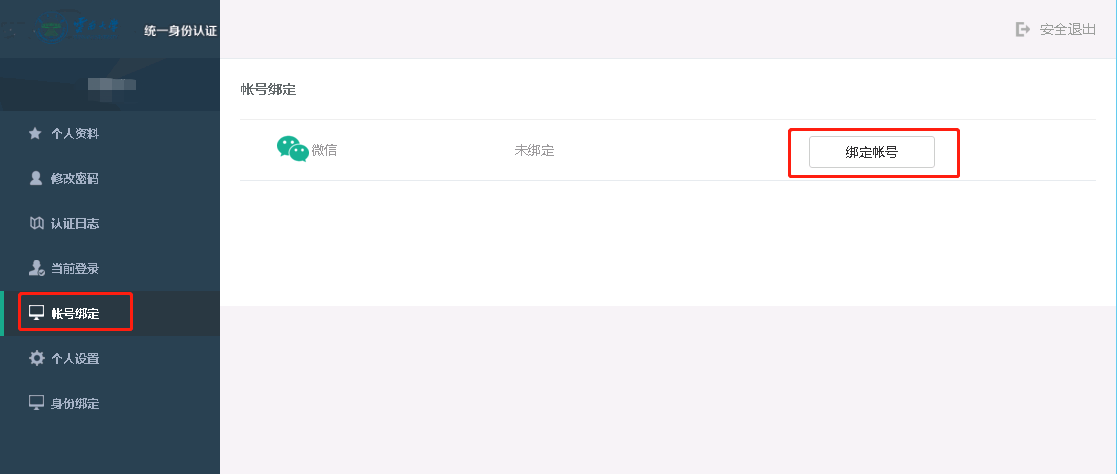 统一身份认证
安全退出
个人资料
修改密码
认证日志
当前登录
帐号绑定
个人设置
身份绑定
帐号绑定
微信
未绑定
绑定帐号